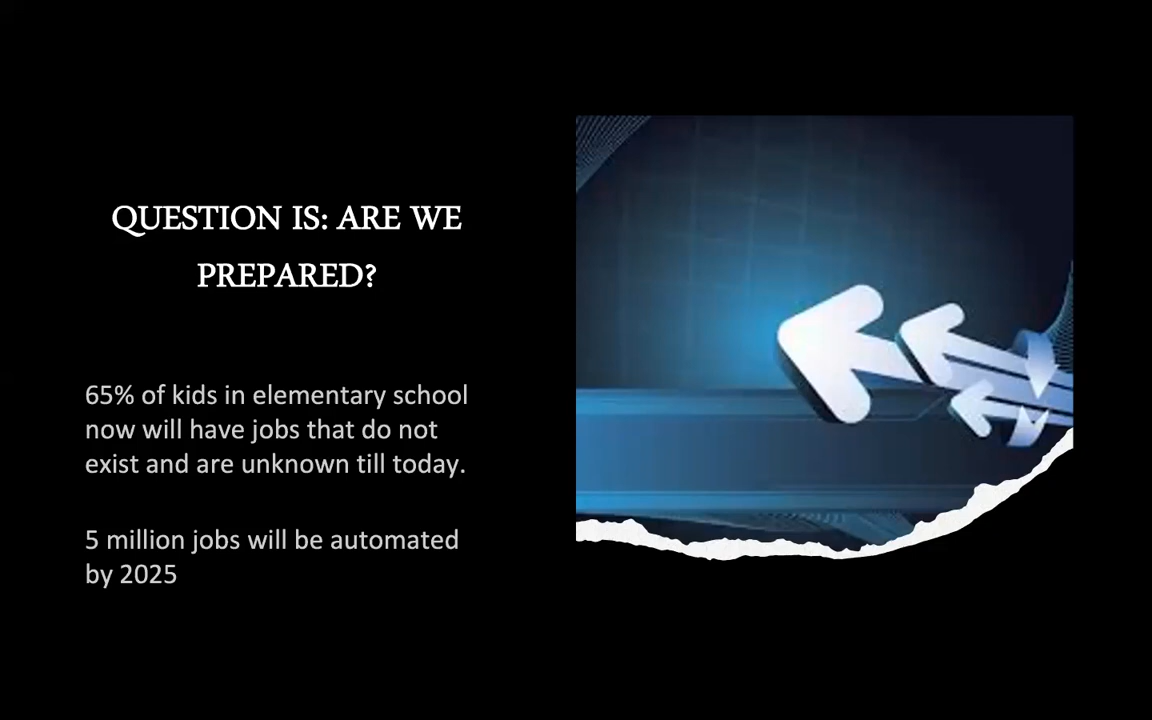 QUESTION IS: ARE WE
PREPARED?
65% of kids in elementary school
now will have jobs that do not
exist and are unknown till today.
5 million jobs will be automated
by 2025